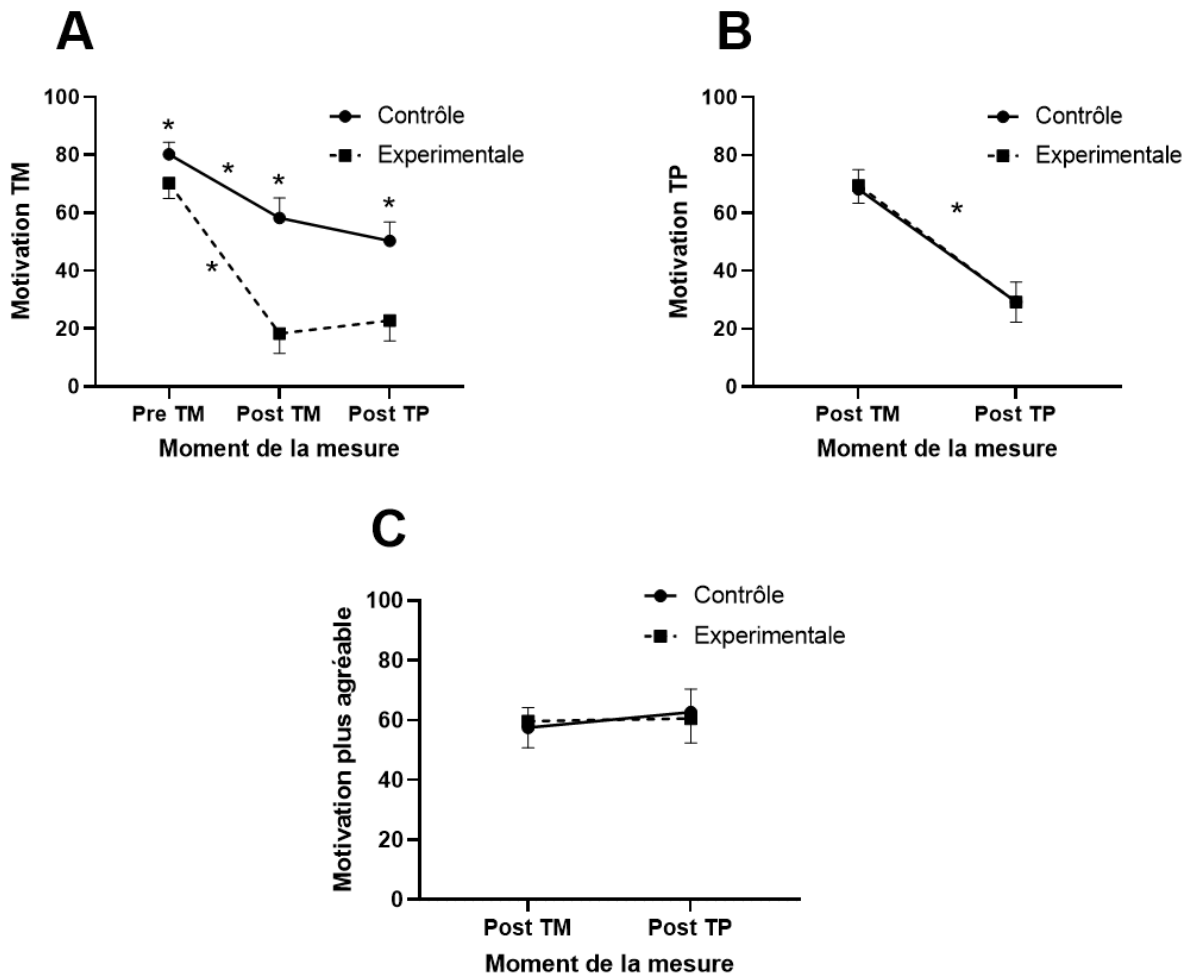 A
Motivation TM
100
80
60
40
20
0
* * * * *
Contrôle
Experimentale
Pre TM Post TM Post TP
Moment de la mesure
B
Motivation TP
100
80
60
40
20
0
*
Contrôle
Experimentale
Post TM Post TP
Moment de la mesure
C
Motivation plus agréable
100
80
60
40
20
0
Contrôle
Experimentale
Post TM Post TP
Moment de la mesure